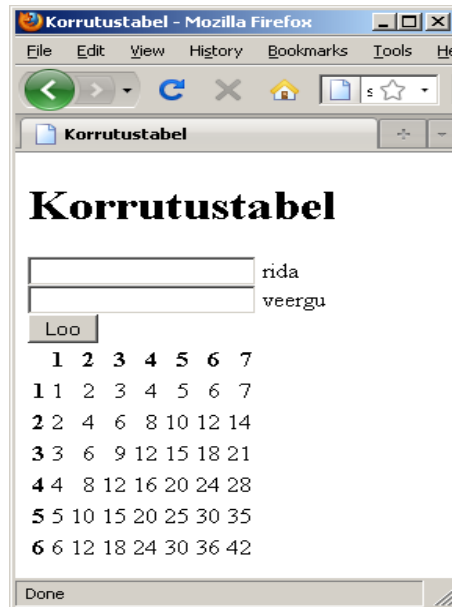 Korrutustabel - Mozilla Firefox
File Edit View History Bookmarks Tools
s
Korrutustabel
Korrutustabel
rida
veergu
Loo
1 2 3 4 5 6 7
1 1 2 3 4 5 6 7
2 2 4 6 8 10 12 14
3 3 6 9 12 15 18 21
4 4 8 12 16 20 24 28
5 5 10 15 20 25 30 35
6 6 12 18 24 30 36 42
Done